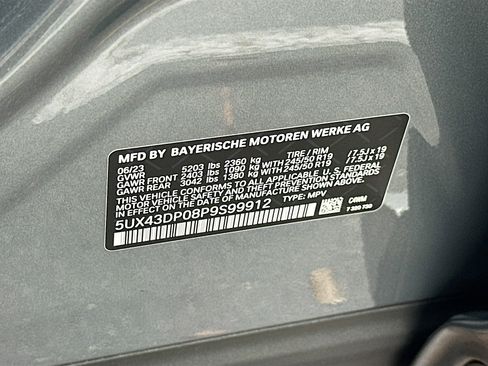 MFD BY BAYERISCHE MOTOREN WERKE AG
06/23 TIRE / RIM
GVWR 5203 lbs 2360 kg
GAWR FRONT 2403 lbs 1090 kg WITH 245/50 R19 / 7.5J x 19
GAWR REAR 3042 lbs 1380 kg WITH 245/50 R19 / 7.5J x 19
THIS VEHICLE CONFORMS TO ALL APPLICABLE U.S. FEDERAL
MOTOR VEHICLE SAFETY, BUMPER, AND THEFT PREVENTION
STANDARDS IN EFFECT ON THE DATE OF MANUFACTURE SHOWN ABOVE.
5UX43DP08P9S99912 TYPE: MPV
C4WM